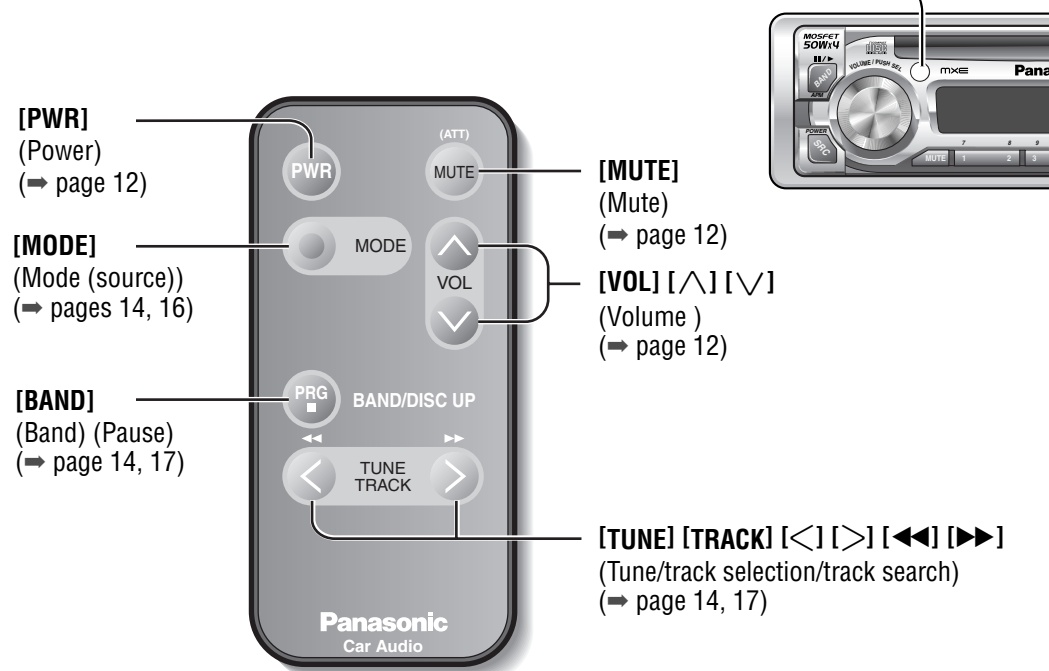 [PWR]
(Power)
(➡ page 12)
[MODE]
(Mode (source))
(➡ pages 14, 16)
[BAND]
(Band) (Pause)
(➡ page 14, 17)
(ATT)
PWR
MUTE
MODE
VOL
PRG
BAND/DISC UP
◀◀ ▶▶
TUNE
TRACK
Panasonic
Car Audio
[MUTE]
(Mute)
(➡ page 12)
[VOL] [∧] [∨]
(Volume )
(➡ page 12)
[TUNE] [TRACK] [<] [>] [◀◀] [▶▶]
(Tune/track selection/track search)
(➡ page 14, 17)
MOSFET
50Wx4
VOLUME / PUSH SEL
BAND
APM
MXE
Pana
POWER
SRC
7 8 9
MUTE 1 2 3